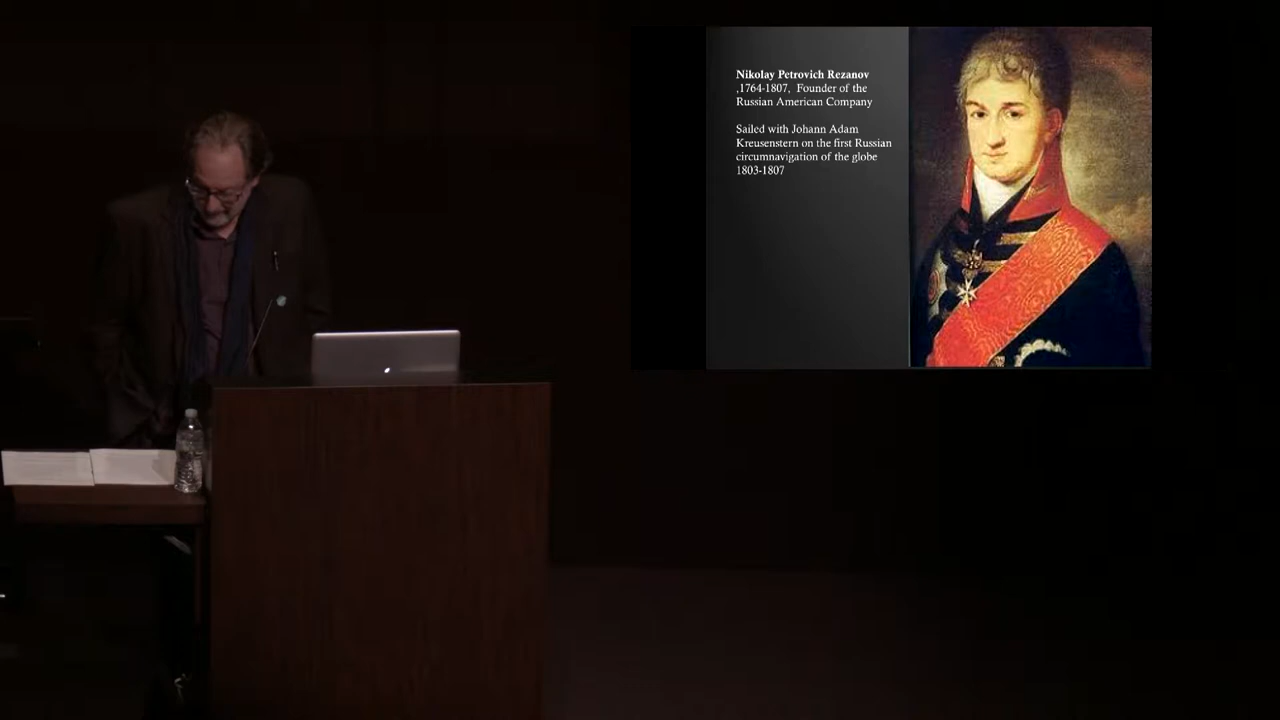 Nikolay Petrovich Rezanov
,1764-1807, Founder of the
Russian American Company
Sailed with Johann Adam
Kreusenstern on the first Russian
circumnavigation of the globe
1803-1807